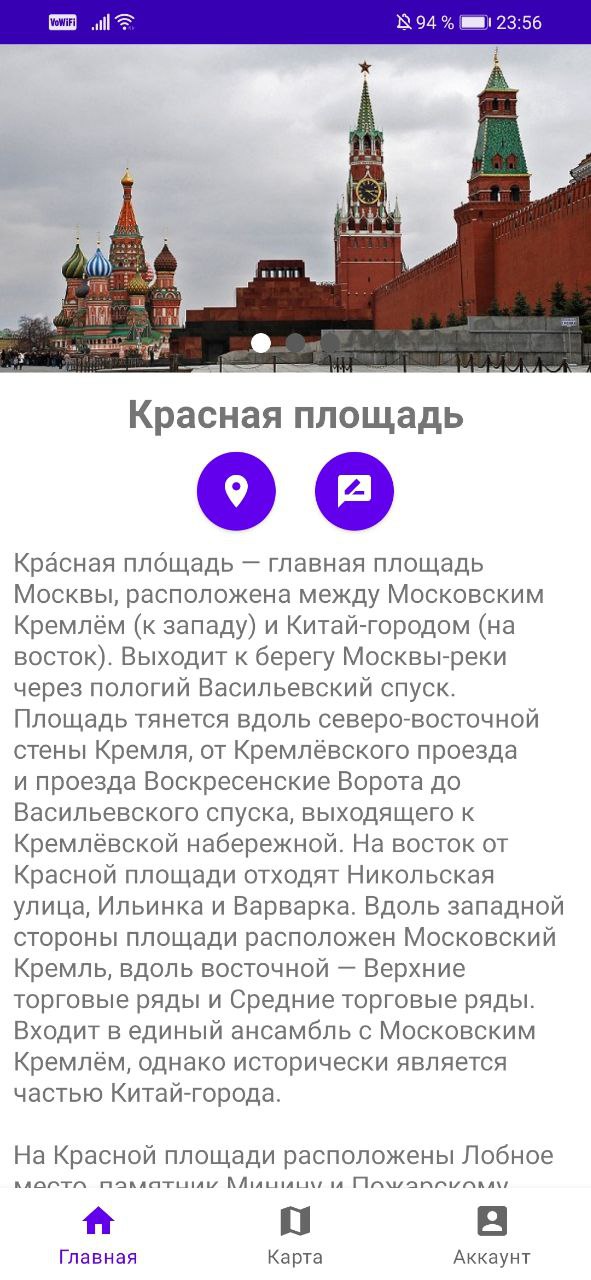 VoWiFi 94 % 23:56
Красная площадь
Кра́сная пло́щадь — главная площадь
Москвы, расположена между Московским
Кремлём (к западу) и Китай-городом (на
восток). Выходит к берегу Москвы-реки
через пологий Васильевский спуск.
Площадь тянется вдоль северо-восточной
стены Кремля, от Кремлёвского проезда
и проезда Воскресенские Ворота до
Васильевского спуска, выходящего к
Кремлёвской набережной. На восток от
Красной площади отходят Никольская
улица, Ильинка и Варварка. Вдоль западной
стороны площади расположен Московский
Кремль, вдоль восточной — Верхние
торговые ряды и Средние торговые ряды.
Входит в единый ансамбль с Московским
Кремлём, однако исторически является
частью Китай-города.
На Красной площади расположены Лобное
место, памятник Минину и Пожарскому,
Главная Карта Аккаунт